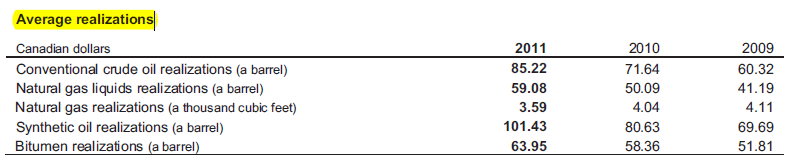 Average realizations
Canadian dollars 2011 2010 2009
Conventional crude oil realizations (a barrel) 85.22 71.64 60.32
Natural gas liquids realizations (a barrel) 59.08 50.09 41.19
Natural gas realizations (a thousand cubic feet) 3.59 4.04 4.11
Synthetic oil realizations (a barrel) 101.43 80.63 69.69
Bitumen realizations (a barrel) 63.95 58.36 51.81